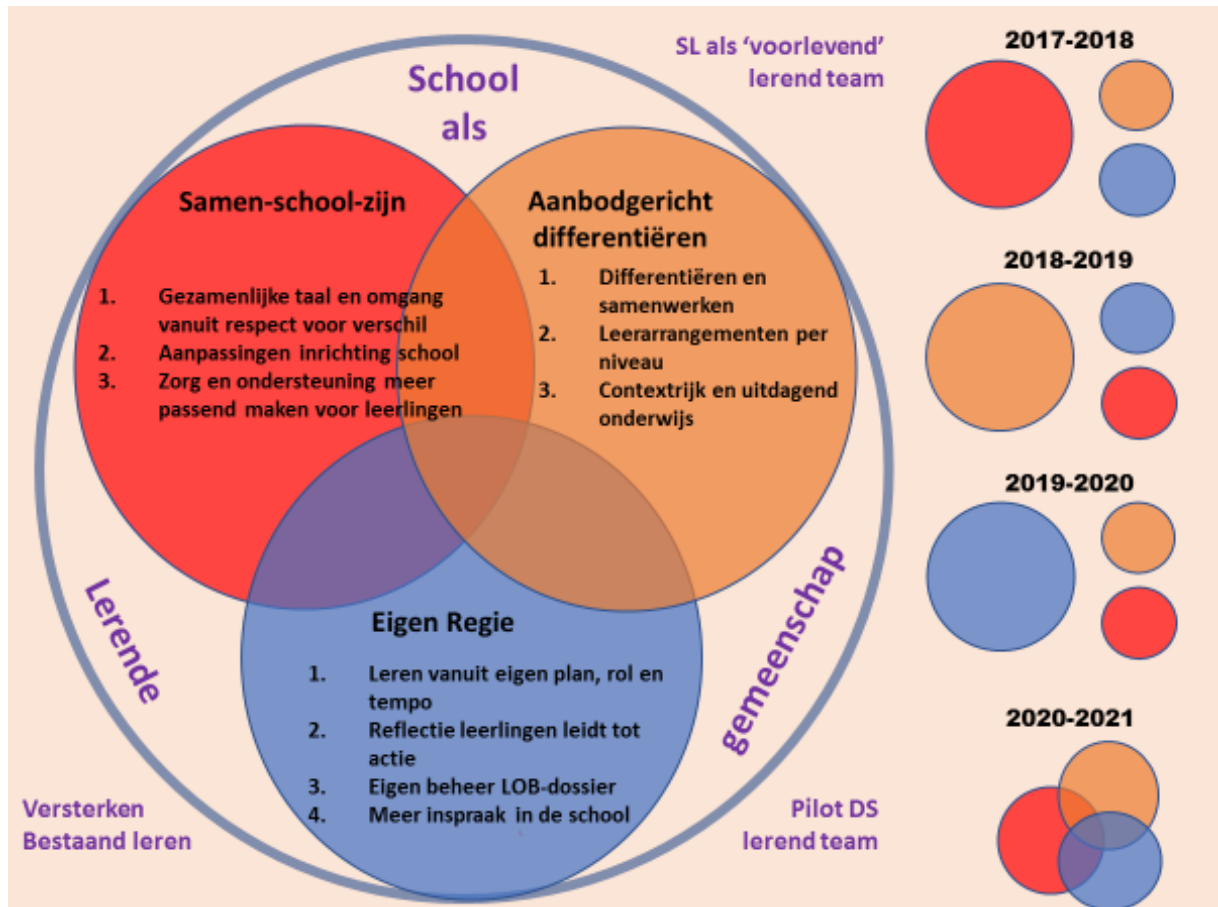 School
als
SL als ‘voorlevend’
lerend team
Samen-school-zijn
1. Gezamenlijke taal en omgang
vanuit respect voor verschil
2. Aanpassingen inrichting school
3. Zorg en ondersteuning meer
passend maken voor leerlingen
Aanbodgericht
differentiëren
1. Differentiëren en
samenwerken
2. Leerarrangementen per
niveau
3. Contextrijk en uitdagend
onderwijs
Lerende
gemeenschap
Eigen Regie
1. Leren vanuit eigen plan, rol en
tempo
2. Reflectie leerlingen leidt tot
actie
3. Eigen beheer LOB-dossier
4. Meer inspraak in de school
Versterken
Bestaand leren
Pilot DS
lerend team
2017-2018
2018-2019
2019-2020
2020-2021